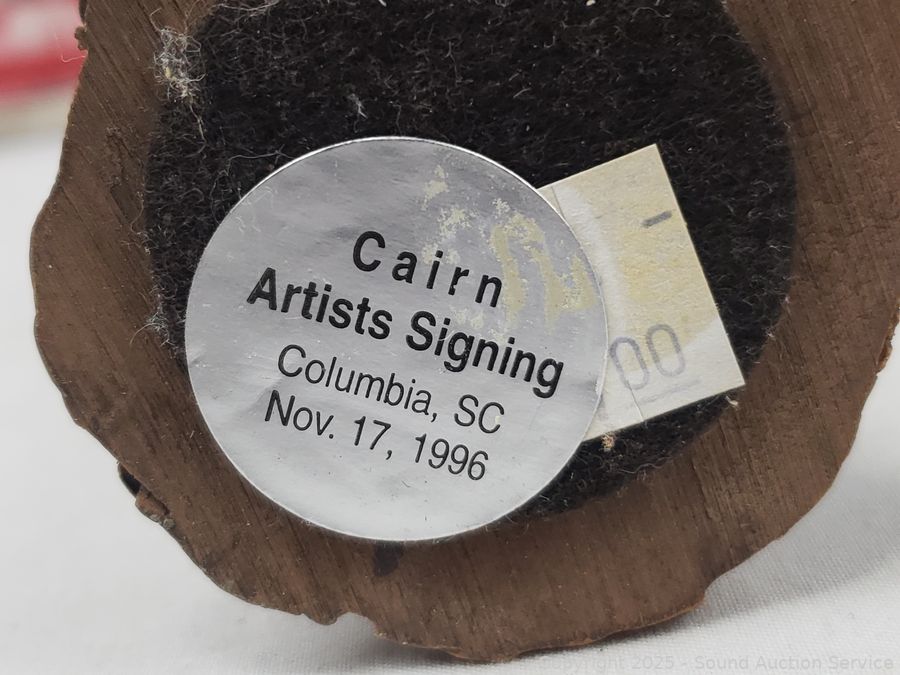 Cairn
Artists Signing
Columbia, SC
Nov. 17, 1996
00
Copyright 2025 - Sound Auction Service